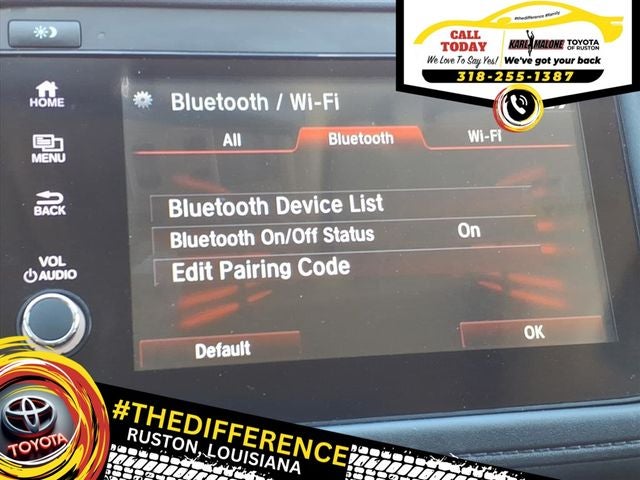 #thedifference #family
CALL
TODAY
KARL MALONE TOYOTA
OF RUSTON
We Love To Say Yes!
We've got your back
318-255-1387
HOME
MENU
BACK
VOL
AUDIO
Bluetooth / Wi-Fi
All
Bluetooth
Wi-Fi
Bluetooth Device List
Bluetooth On/Off Status On
Edit Pairing Code
Default
OK
TOYOTA
#THEDIFFERENCE
RUSTON, LOUISIANA